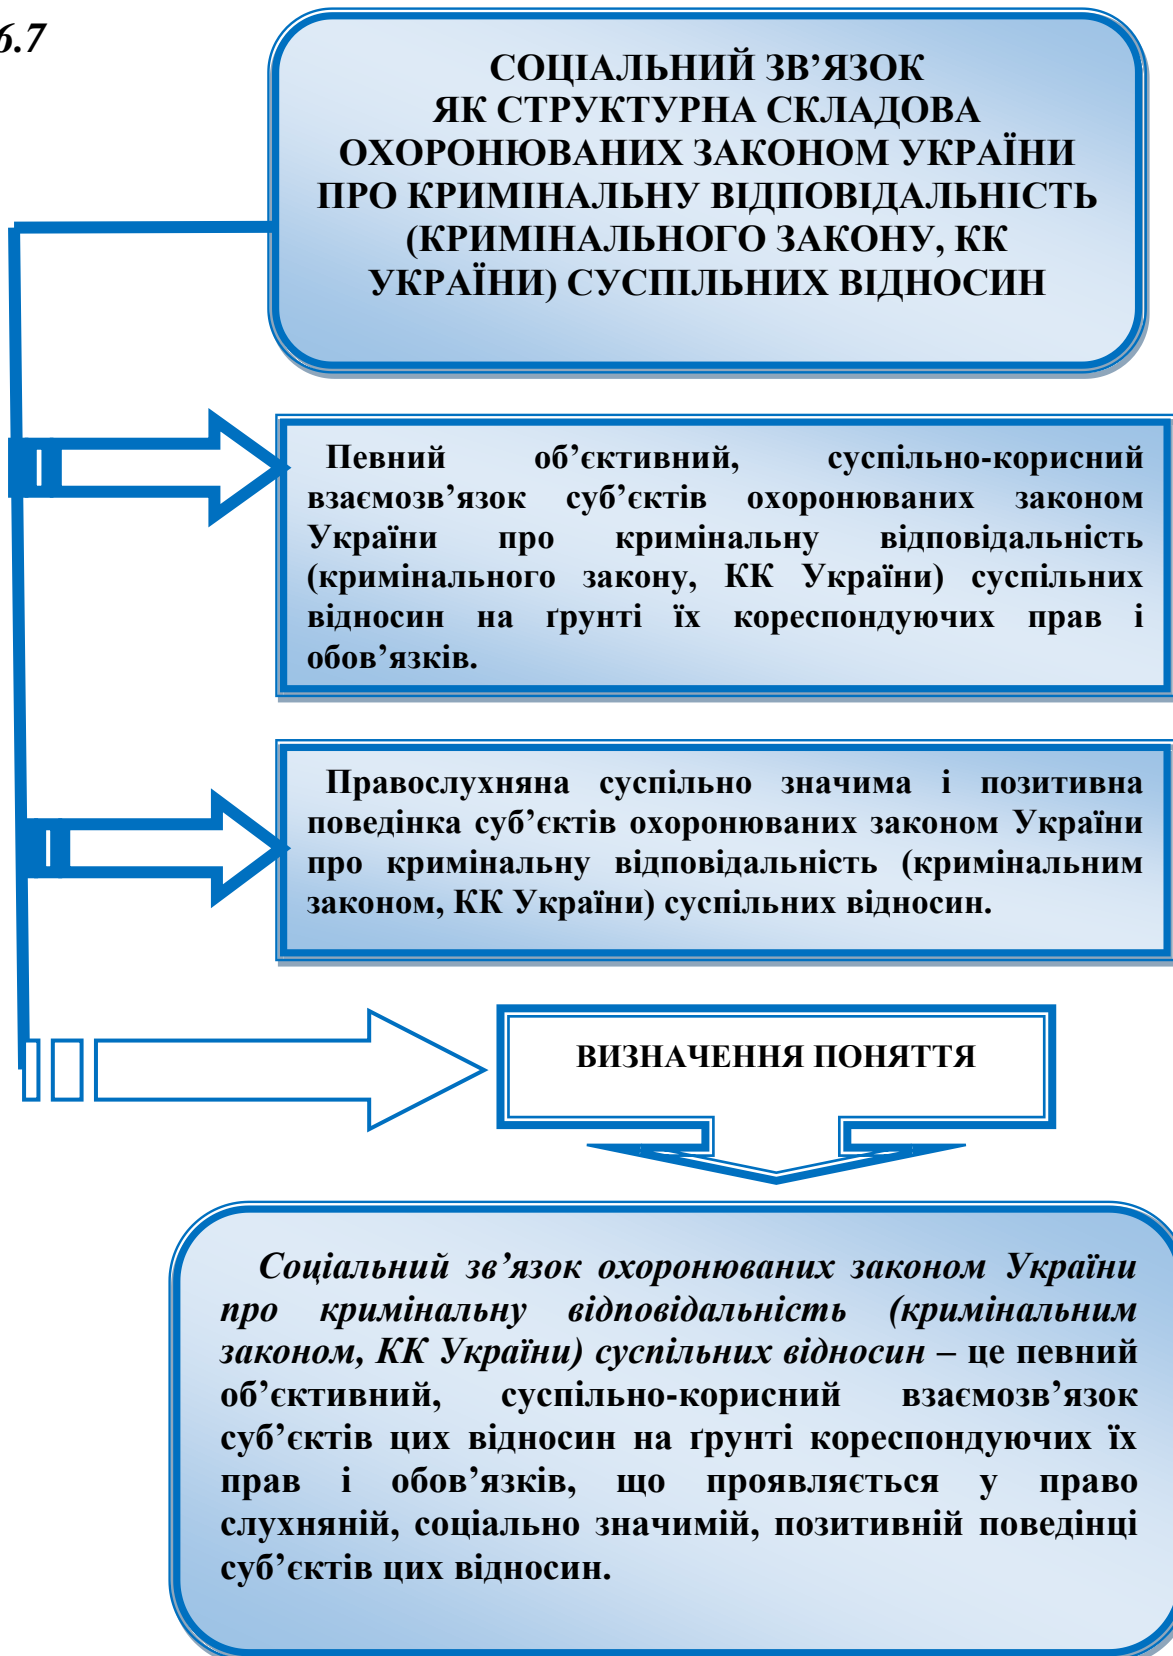 6.7
СОЦІАЛЬНИЙ ЗВ’ЯЗОК
ЯК СТРУКТУРНА СКЛАДОВА
ОХОРОНЮВАНИХ ЗАКОНОМ УКРАЇНИ
ПРО КРИМІНАЛЬНУ ВІДПОВІДАЛЬНІСТЬ
(КРИМІНАЛЬНОГО ЗАКОНУ, КК
УКРАЇНИ) СУСПІЛЬНИХ ВІДНОСИН
Певний об’єктивний, суспільно-корисний
взаємозв’язок суб’єктів охоронюваних законом
України про кримінальну відповідальність
(кримінального закону, КК України) суспільних
відносин на ґрунті їх кореспондуючих прав і
обов’язків.
Правослухняна суспільно значима і позитивна
поведінка суб’єктів охоронюваних законом України
про кримінальну відповідальність (кримінальним
законом, КК України) суспільних відносин.
ВИЗНАЧЕННЯ ПОНЯТТЯ
Соціальний зв’язок охоронюваних законом України
про кримінальну відповідальність (кримінальним
законом, КК України) суспільних відносин – це певний
об’єктивний, суспільно-корисний взаємозв’язок
суб’єктів цих відносин на ґрунті кореспондуючих їх
прав і обов’язків, що проявляється у право
слухняній, соціально значимій, позитивній поведінці
суб’єктів цих відносин.